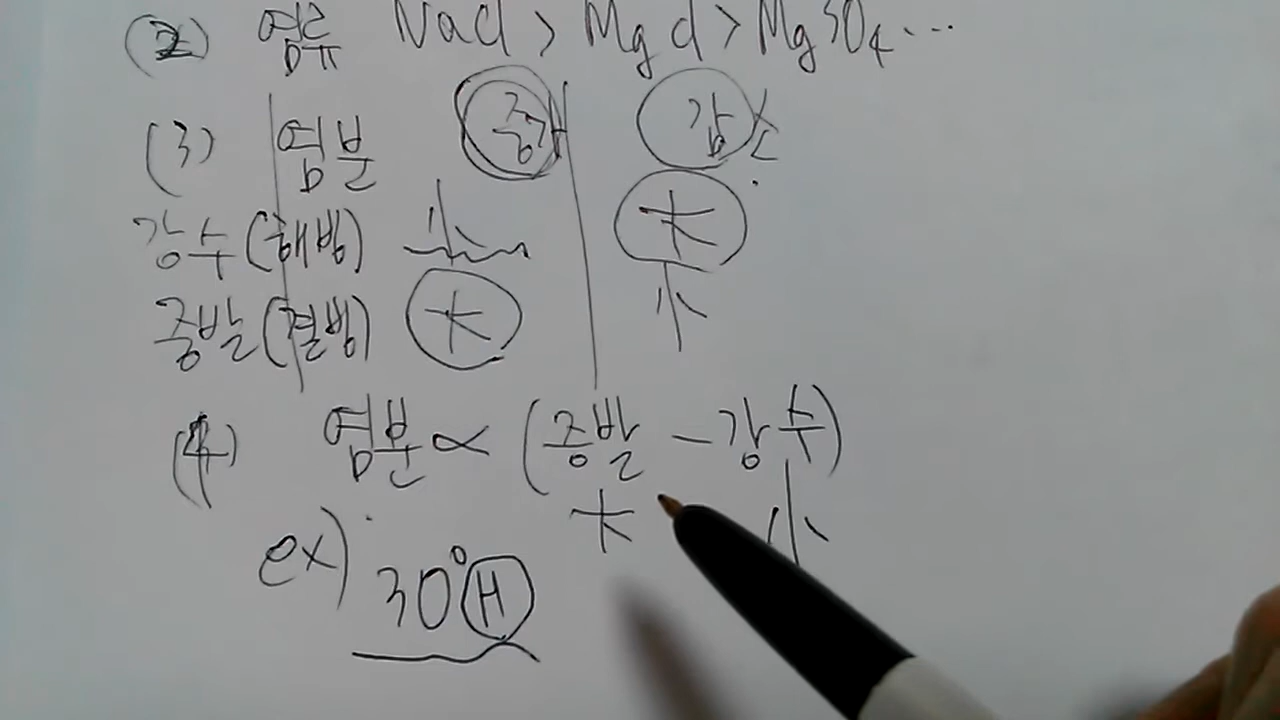 (2) 염류 NaCl > MgCl > MgSO4...
(3) 염분 증가 감소
강수(해빙) 小 大
증발(결빙) 大 小
(4) 염분 ∝ (증발 - 강수)
大 小
ex) 30° H